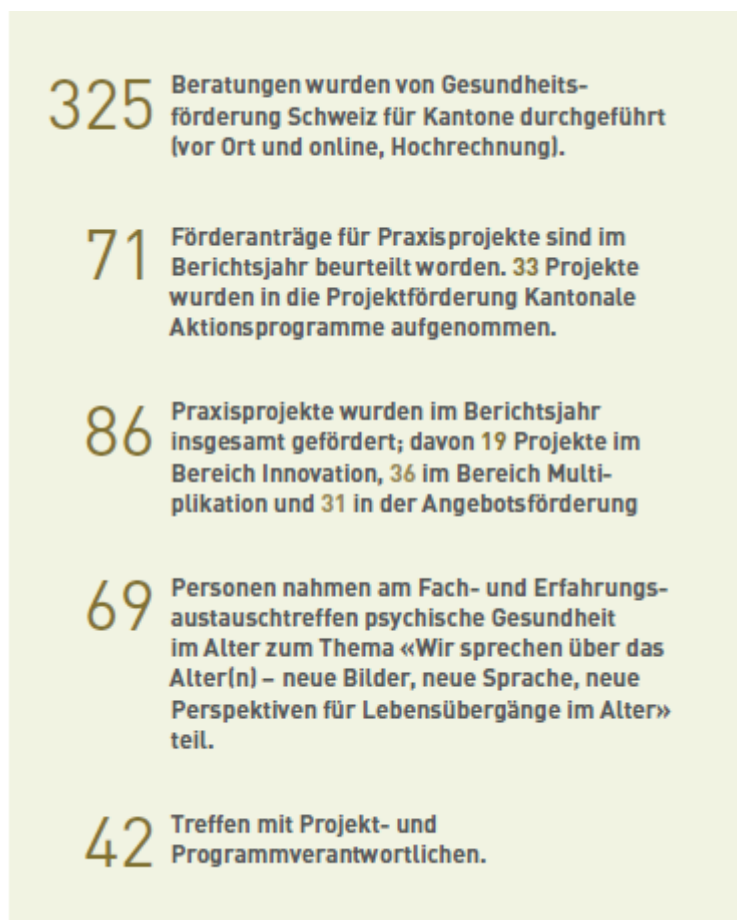 325 Beratungen wurden von Gesundheits-
förderung Schweiz für Kantone durchgeführt
(vor Ort und online, Hochrechnung).
71 Förderanträge für Praxisprojekte sind im
Berichtsjahr beurteilt worden. 33 Projekte
wurden in die Projektförderung Kantonale
Aktionsprogramme aufgenommen.
86 Praxisprojekte wurden im Berichtsjahr
insgesamt gefördert; davon 19 Projekte im
Bereich Innovation, 36 im Bereich Multi-
plikation und 31 in der Angebotsförderung
69 Personen nahmen am Fach- und Erfahrungs-
austauschtreffen psychische Gesundheit
im Alter zum Thema «Wir sprechen über das
Alter(n) – neue Bilder, neue Sprache, neue
Perspektiven für Lebensübergänge im Alter»
teil.
42 Treffen mit Projekt- und
Programmverantwortlichen.